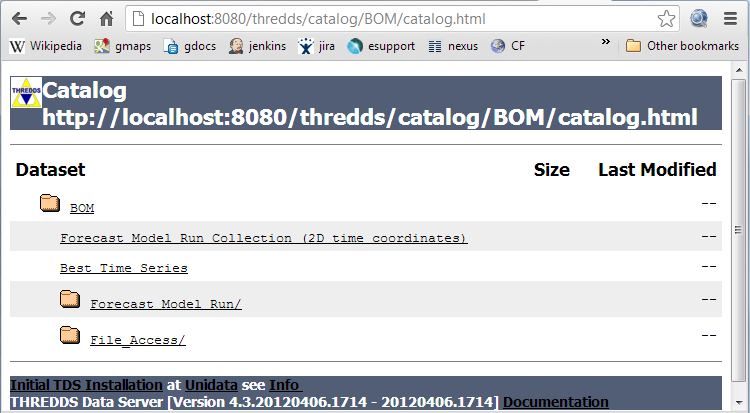 localhost:8080/thredds/catalog/BOM/catalog.html
Wikipedia gmaps gdocs jenkins jira esupport nexus CF » Other bookmarks
THREDDS
Catalog
http://localhost:8080/thredds/catalog/BOM/catalog.html
Dataset Size Last Modified
BOM --
Forecast Model Run Collection (2D time coordinates) --
Best Time Series --
Forecast Model Run/ --
File_Access/ --
Initial TDS Installation at Unidata see Info
THREDDS Data Server [Version 4.3.20120406.1714 - 20120406.1714] Documentation